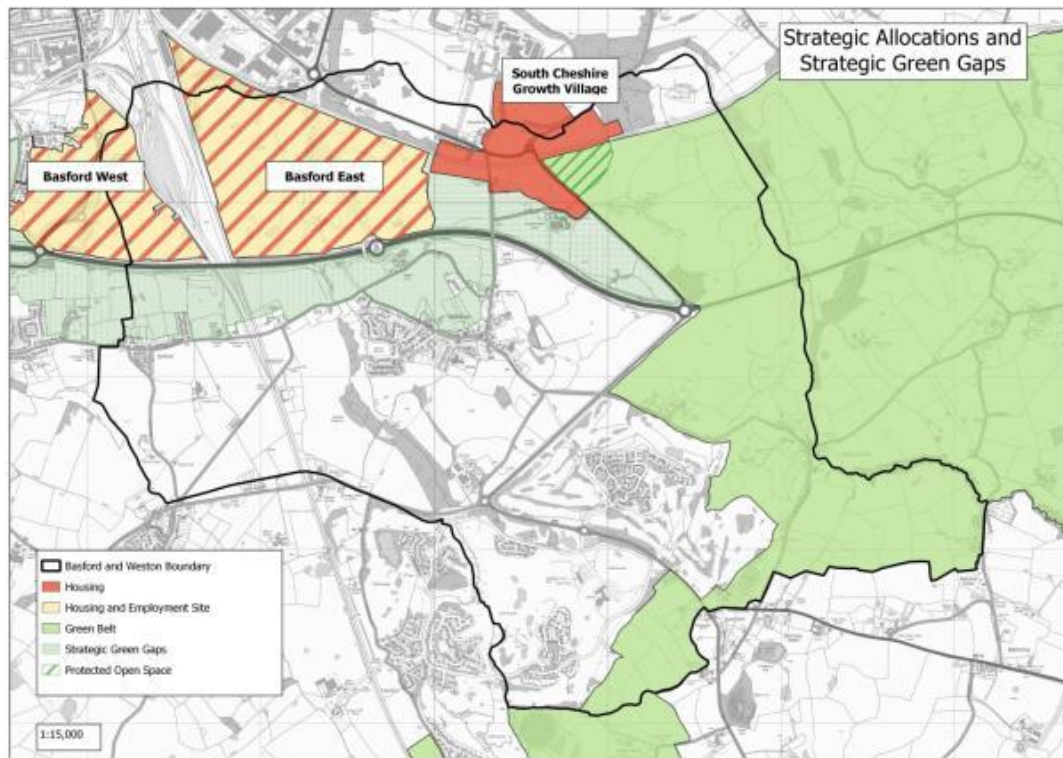 Strategic Allocations and
Strategic Green Gaps
South Cheshire
Growth Village
Basford West
Basford East
Basford and Weston Boundary
Housing
Housing and Employment Site
Green Belt
Strategic Green Gaps
Protected Open Space
1:15,000